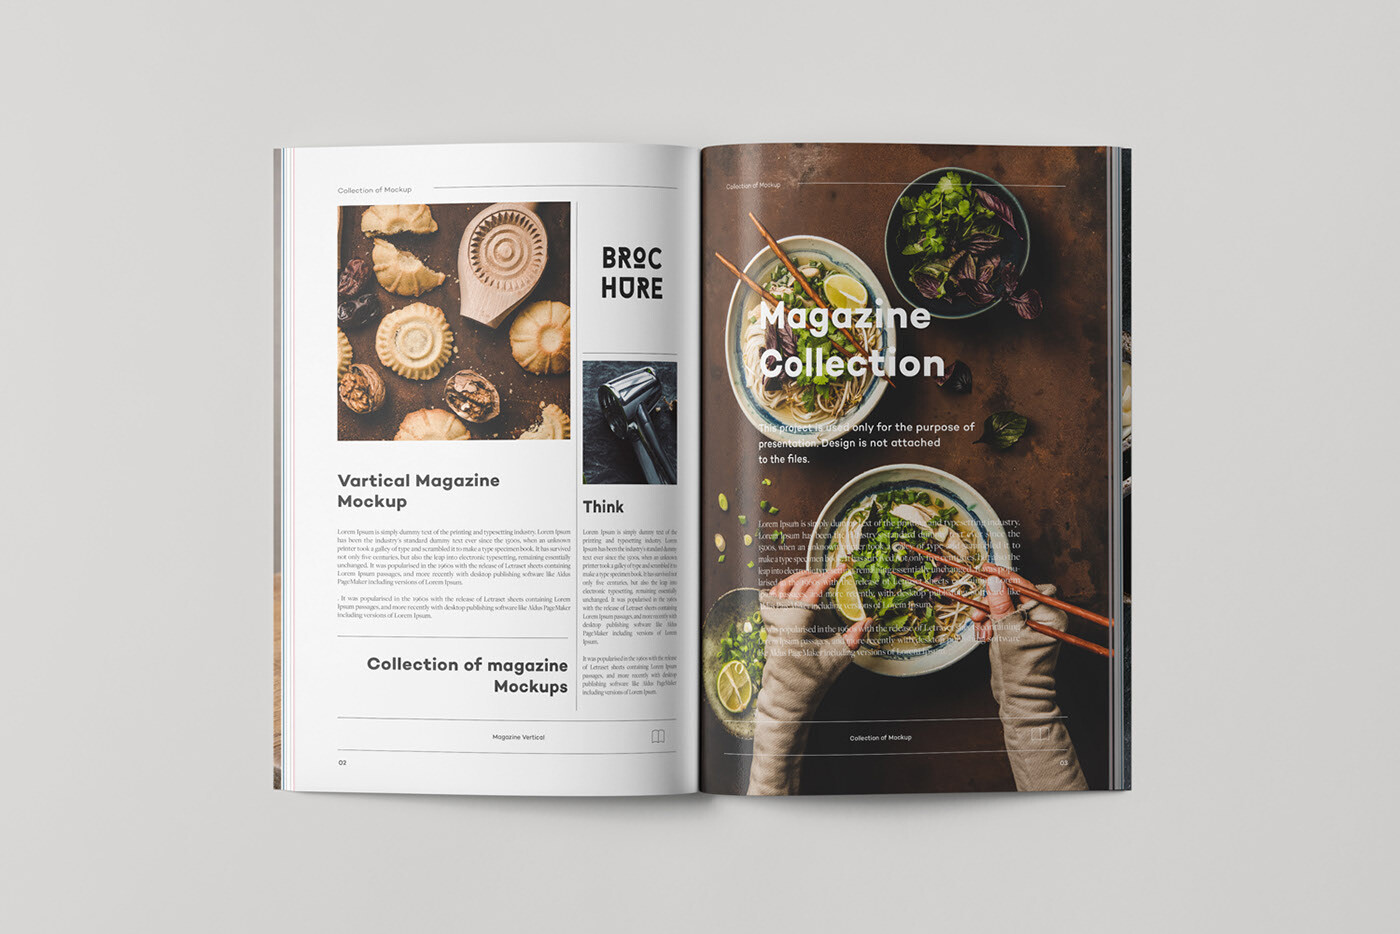 Collection of Mockup
BROC
HURE
Vartical Magazine
Mockup
Lorem Ipsum is simply dummy text of the printing and typesetting industry. Lorem Ipsum
has been the industry's standard dummy text ever since the 1500s, when an unknown
printer took a galley of type and scrambled it to make a type specimen book. It has survived
not only five centuries, but also the leap into electronic typesetting, remaining essentially
unchanged. It was popularised in the 1960s with the release of Letraset sheets containing
Lorem Ipsum passages, and more recently with desktop publishing software like Aldus
PageMaker including versions of Lorem Ipsum.
. It was popularised in the 1960s with the release of Letraset sheets containing Lorem
Ipsum passages, and more recently with desktop publishing software like Aldus PageMaker
including versions of Lorem Ipsum.
Collection of magazine
Mockups
Think
Lorem Ipsum is simply dummy text of the
printing and typesetting industry. Lorem
Ipsum has been the industry's standard dummy
text ever since the 1500s, when an unknown
printer took a galley of type and scrambled it to
make a type specimen book. It has survived not
only five centuries, but also the leap into
electronic typesetting, remaining essentially
unchanged. It was popularised in the 1960s
with the release of Letraset sheets containing
Lorem Ipsum passages, and more recently with
desktop publishing software like Aldus
PageMaker including versions of Lorem
Ipsum.
It was popularised in the 1960s with the release
of Letraset sheets containing Lorem Ipsum
passages, and more recently with desktop
publishing software like Aldus PageMaker
including versions of Lorem Ipsum.
Magazine Vertical
02
Collection of Mockup
Magazine
Collection
This project is used only for the purpose of
presentation. Design is not attached
to the files.
Lorem Ipsum is simply dummy text of the printing and typesetting industry.
Lorem Ipsum has been the industry's standard dummy text ever since the
1500s, when an unknown printer took a galley of type and scrambled it to
make a type specimen book. It has survived not only five centuries, but also the
leap into electronic typesetting, remaining essentially unchanged. It was popu-
larised in the 1960s with the release of Letraset sheets containing Lorem
Ipsum passages, and more recently with desktop publishing software like
Aldus PageMaker including versions of Lorem Ipsum.
It was popularised in the 1960s with the release of Letraset sheets containing
Lorem Ipsum passages, and more recently with desktop publishing software
like Aldus PageMaker including versions of Lorem Ipsum.
Collection of Mockup
03